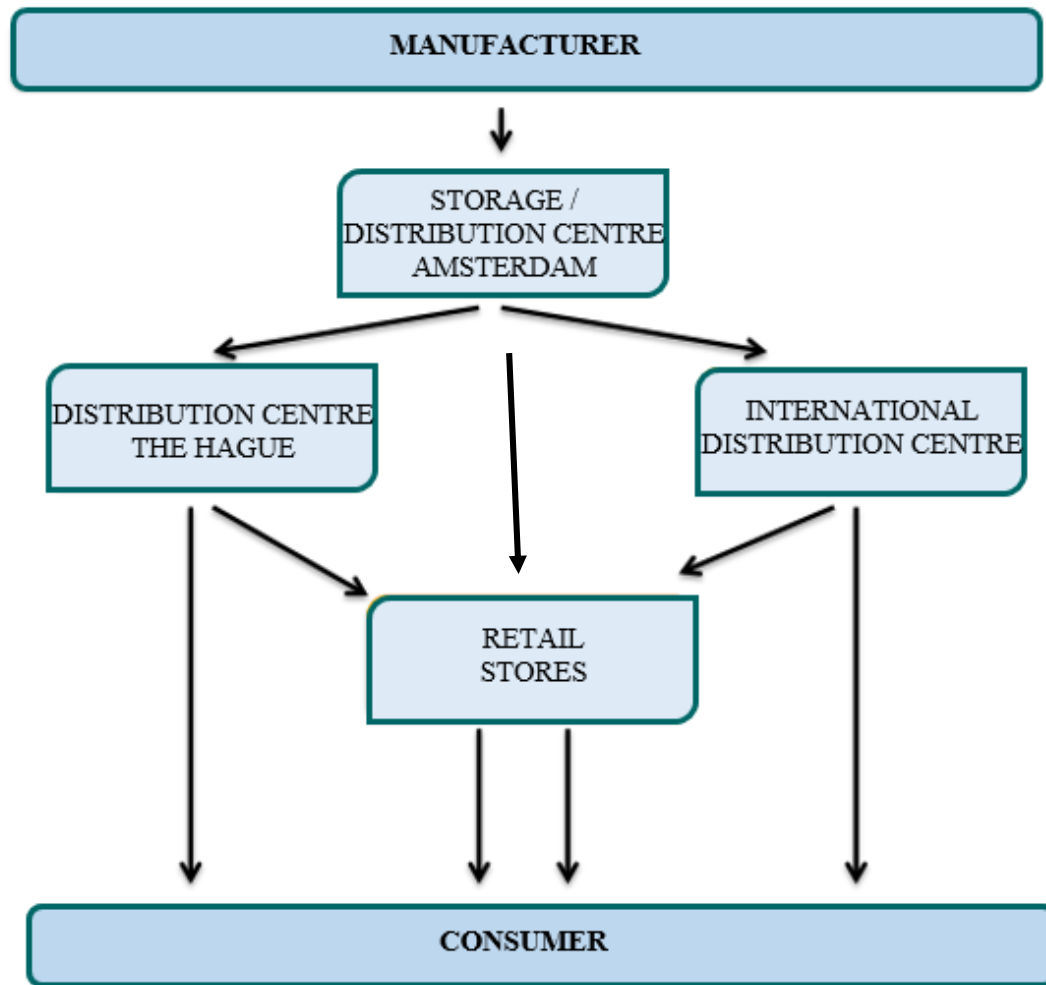 MANUFACTURER
STORAGE /
DISTRIBUTION CENTRE
AMSTERDAM
DISTRIBUTION CENTRE
THE HAGUE
INTERNATIONAL
DISTRIBUTION CENTRE
RETAIL
STORES
CONSUMER